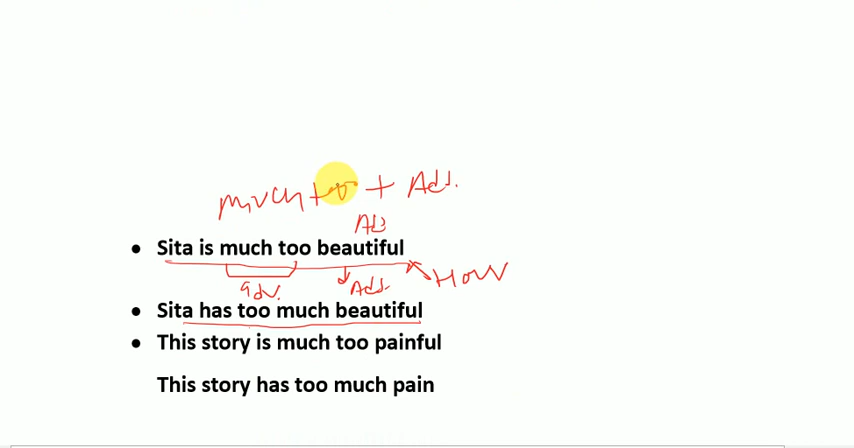 much too + Adj.
AD
• Sita is much too beautiful
adv. Adj. How
• Sita has too much beautiful
• This story is much too painful
This story has too much pain